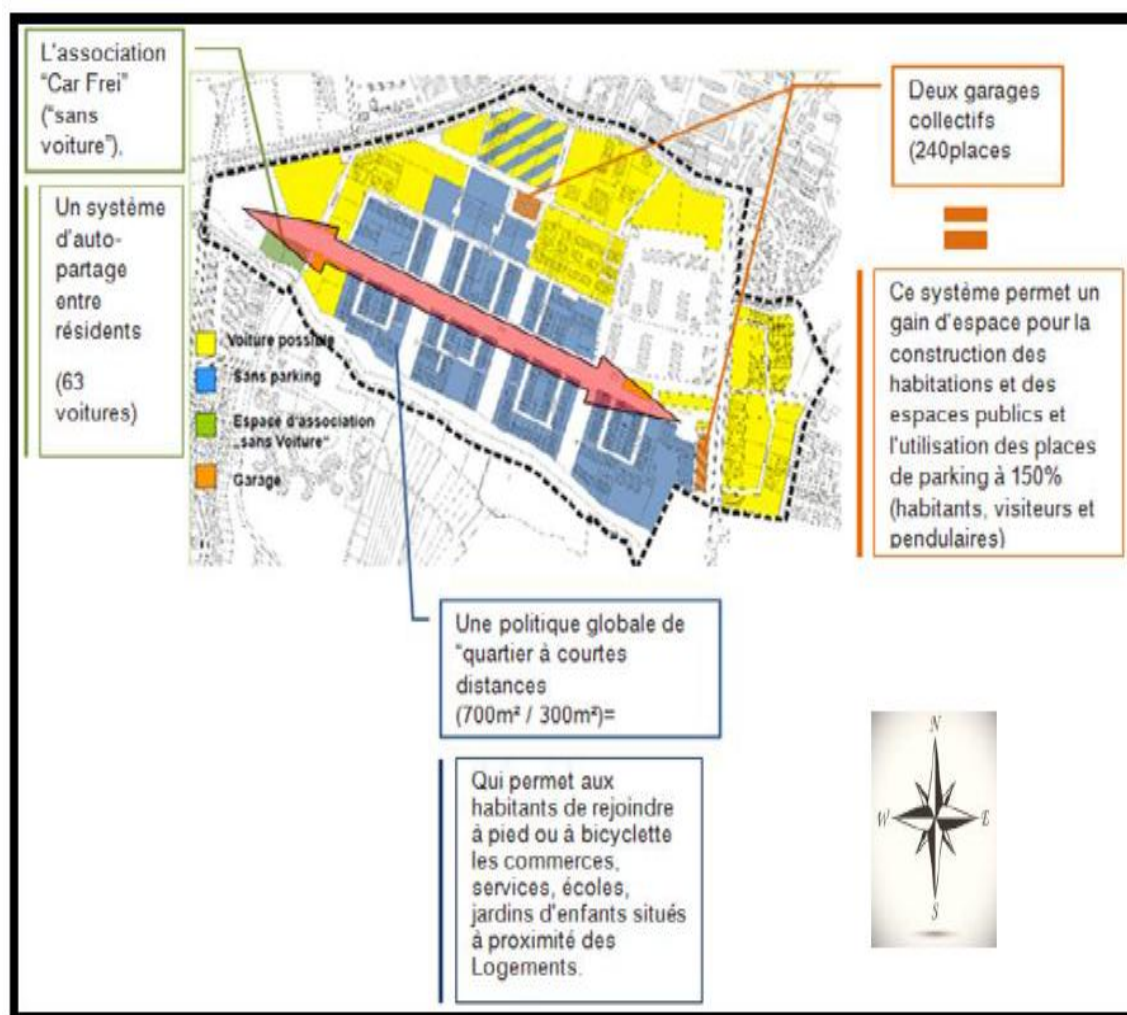 L'association
"Car Frei"
("sans
voiture"),
Un système
d'auto-
partage
entre
résidents
(63
voitures)
Voiture possible
Sans parking
Espace d'association
„sans Voiture"
Garage
Deux garages
collectifs
(240places
Ce système permet un
gain d'espace pour la
construction des
habitations et des
espaces publics et
l'utilisation des places
de parking à 150%
(habitants, visiteurs et
pendulaires)
Une politique globale de
"quartier à courtes
distances
(700m² / 300m²)=
Qui permet aux
habitants de rejoindre
à pied ou à bicyclette
les commerces,
services, écoles,
jardins d'enfants situés
à proximité des
Logements.
N
W
E
S